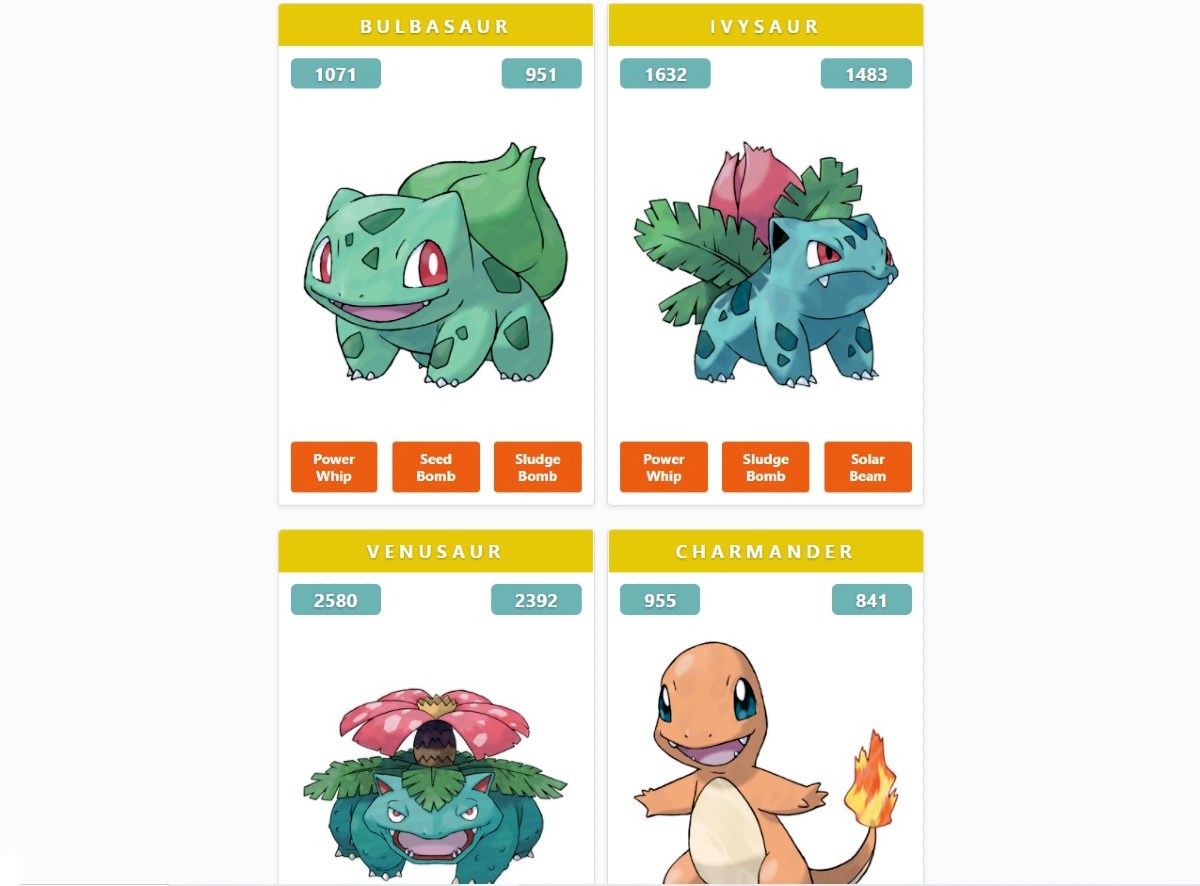 BULBASAUR
1071 951
Power Whip
Seed Bomb
Sludge Bomb
IVYSAUR
1632 1483
Power Whip
Sludge Bomb
Solar Beam
VENUSAUR
2580 2392
CHARMANDER
955 841